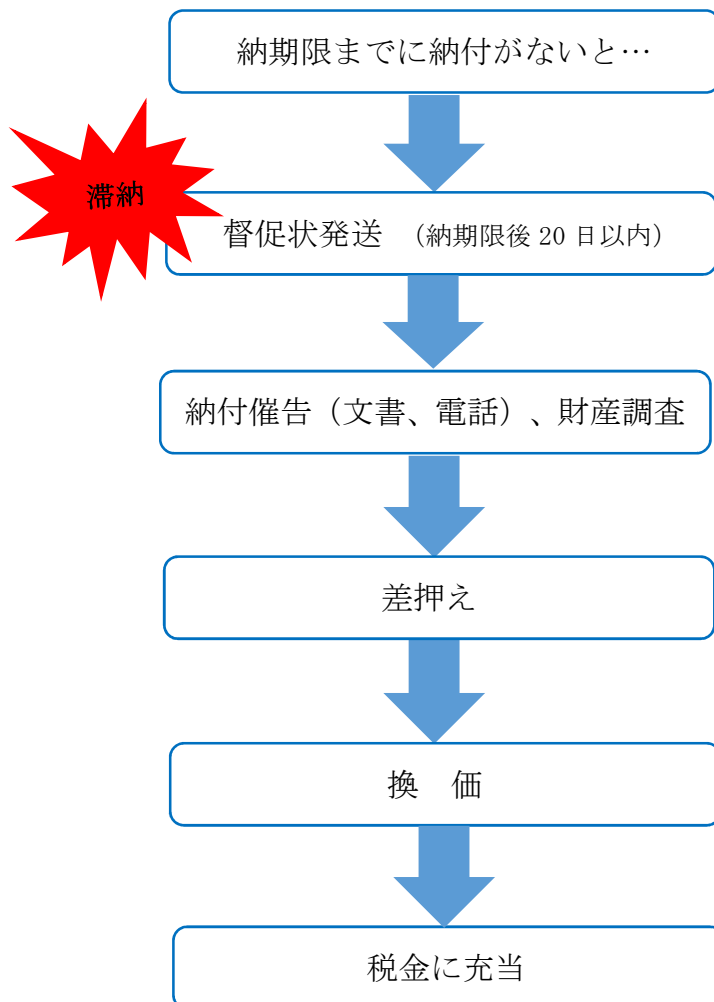 納期限までに納付がないと…
滞納
督促状発送 （納期限後 20 日以内）
納付催告（文書、電話）、財産調査
差押え
換　価
税金に充当